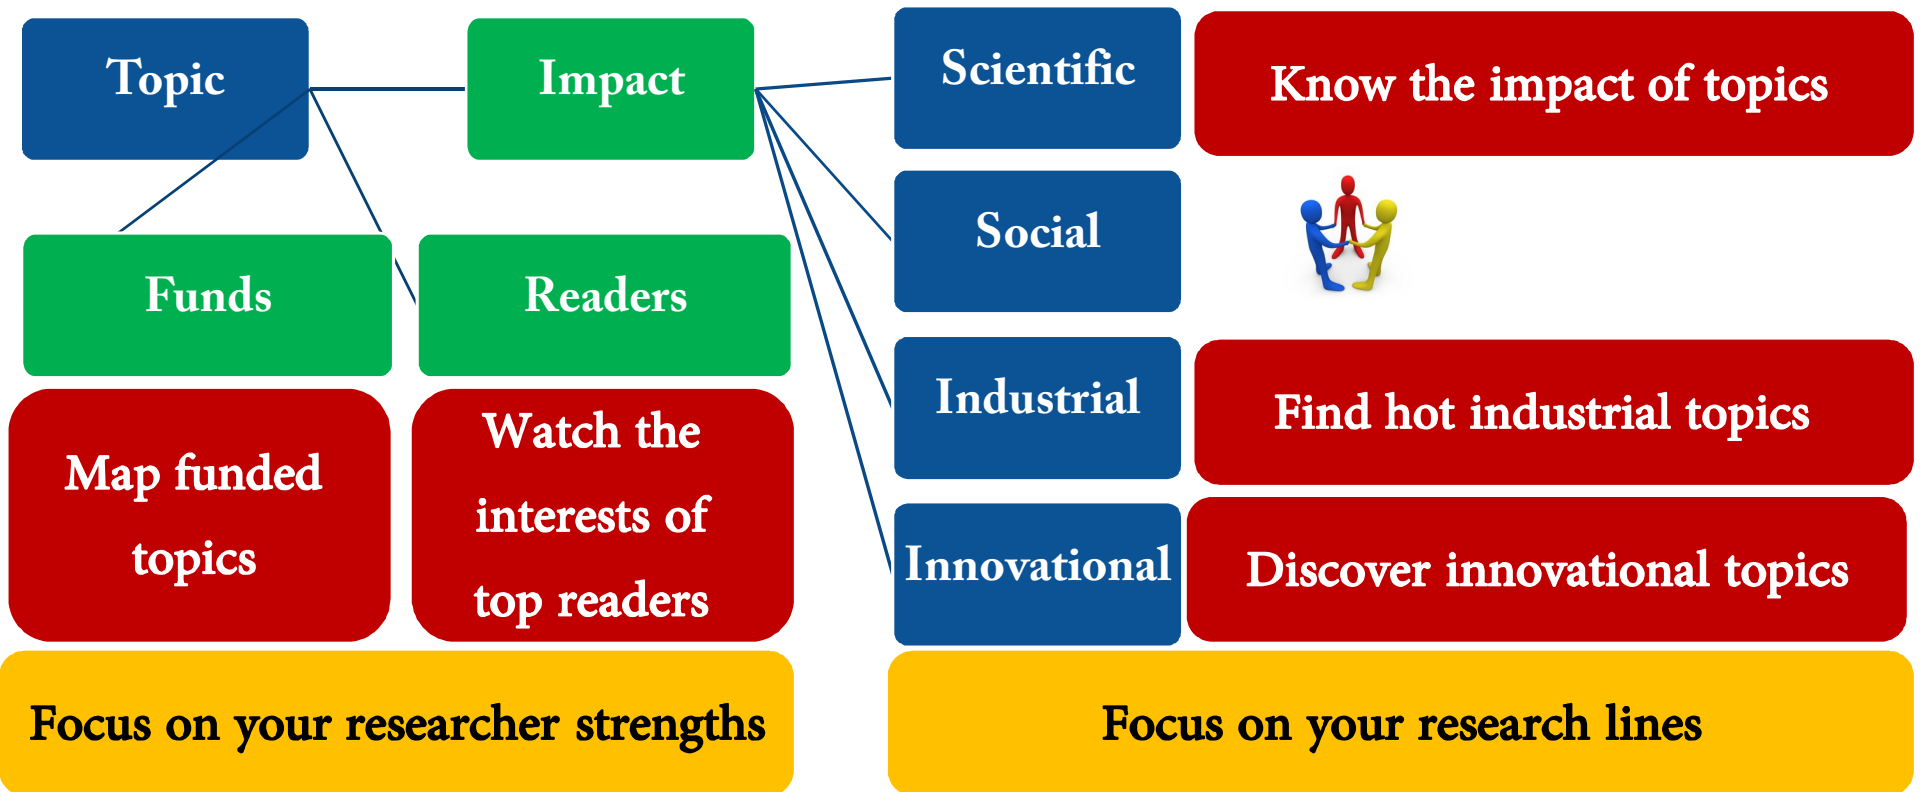 Topic
Impact
Scientific
Know the impact of topics
Social
Funds
Readers
Industrial
Find hot industrial topics
Map funded
topics
Watch the
interests of
top readers
Innovational
Discover innovational topics
Focus on your researcher strengths
Focus on your research lines